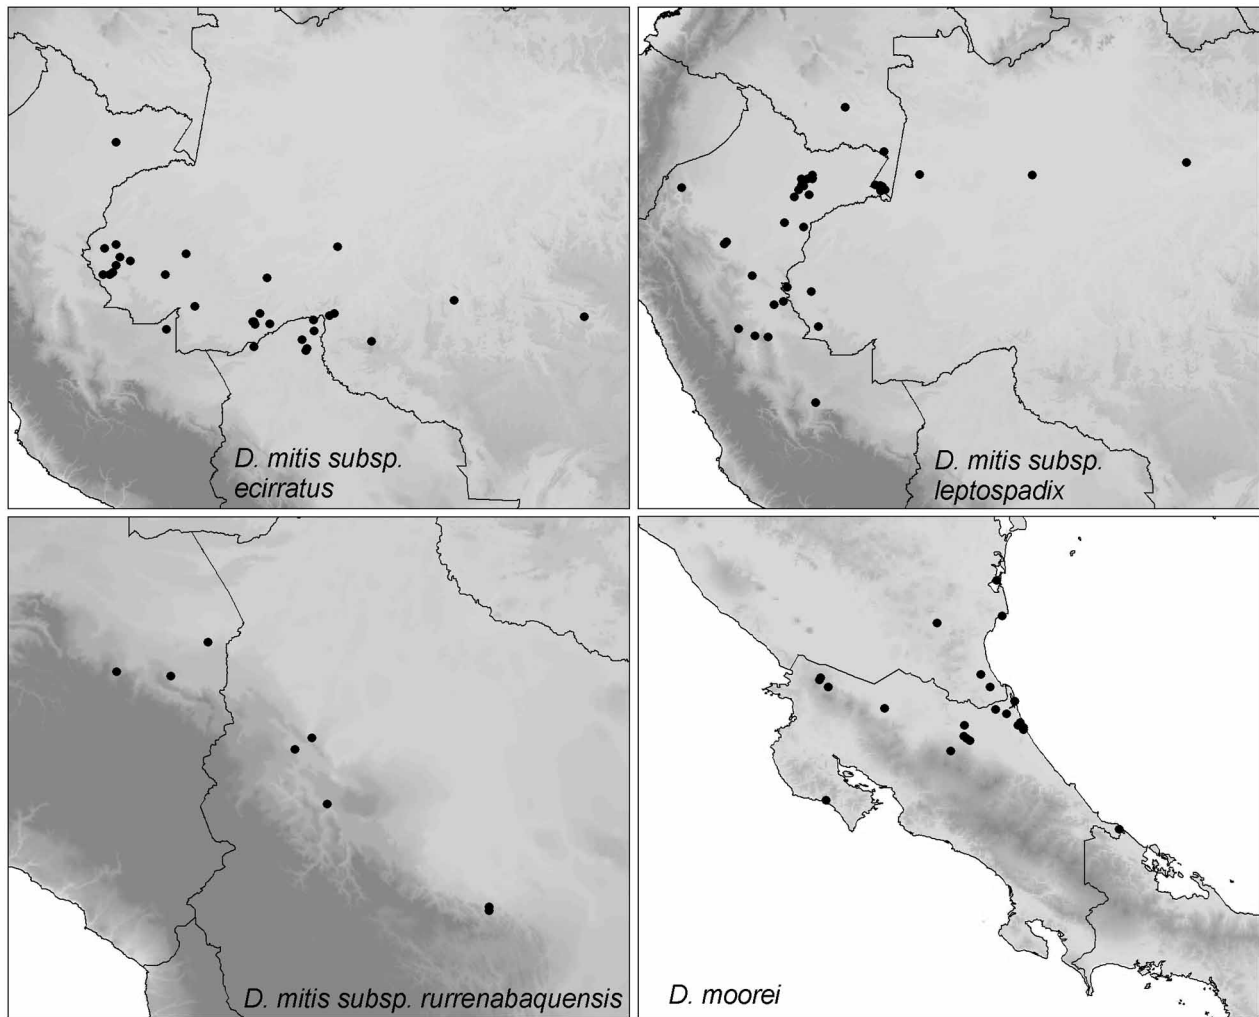 D. mitis subsp.
ecirratus
D. mitis subsp.
leptospadix
D. mitis subsp. rurrenabaquensis
D. moorei